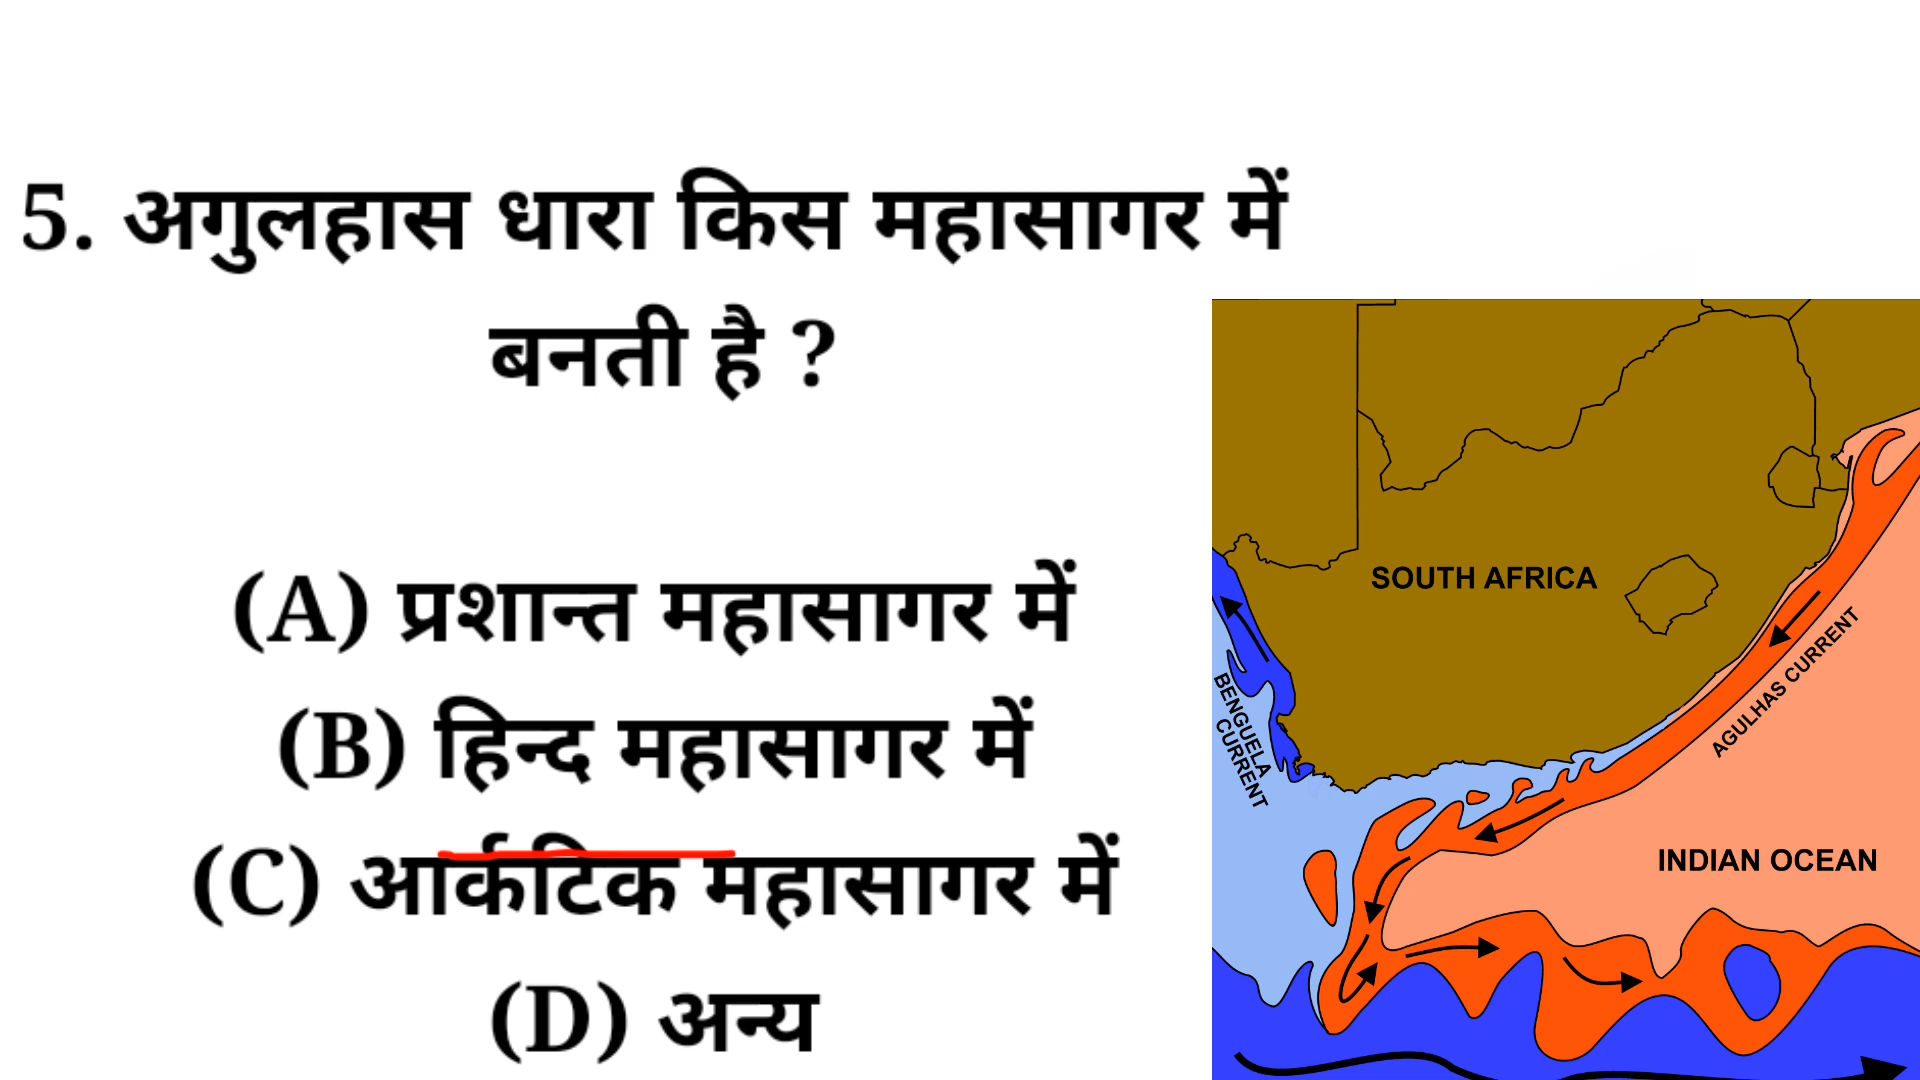 5. अगुलहास धारा किस महासागर में
बनती है ?
(A) प्रशान्त महासागर में
(B) हिन्द महासागर में
(C) आर्कटिक महासागर में
(D) अन्य
SOUTH AFRICA
AGULHAS CURRENT
BENGUELA
CURRENT
INDIAN OCEAN